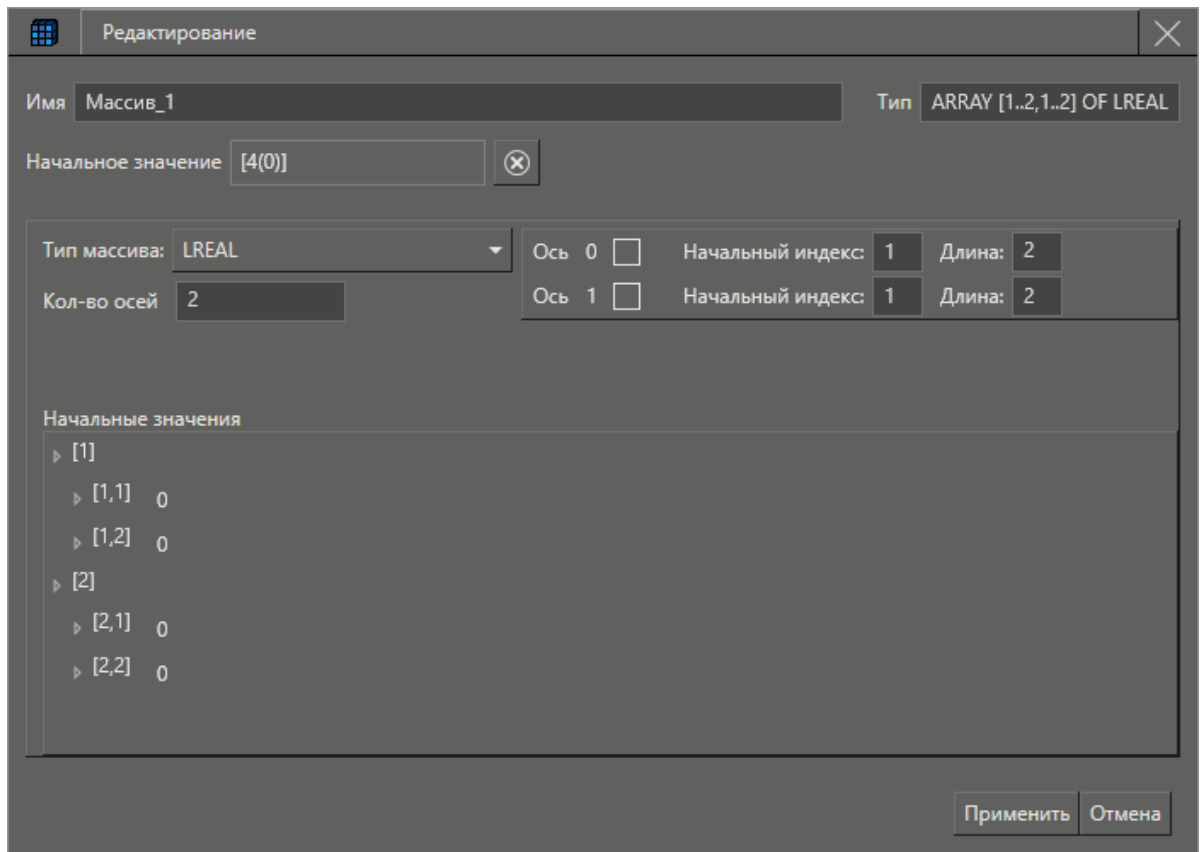 Редактирование
Имя Массив_1 Тип ARRAY [1..2,1..2] OF LREAL
Начальное значение [4(0)]
Тип массива: LREAL Ось 0 Начальный индекс: 1 Длина: 2
Кол-во осей 2 Ось 1 Начальный индекс: 1 Длина: 2
Начальные значения
[1]
[1,1] 0
[1,2] 0
[2]
[2,1] 0
[2,2] 0
Применить Отмена